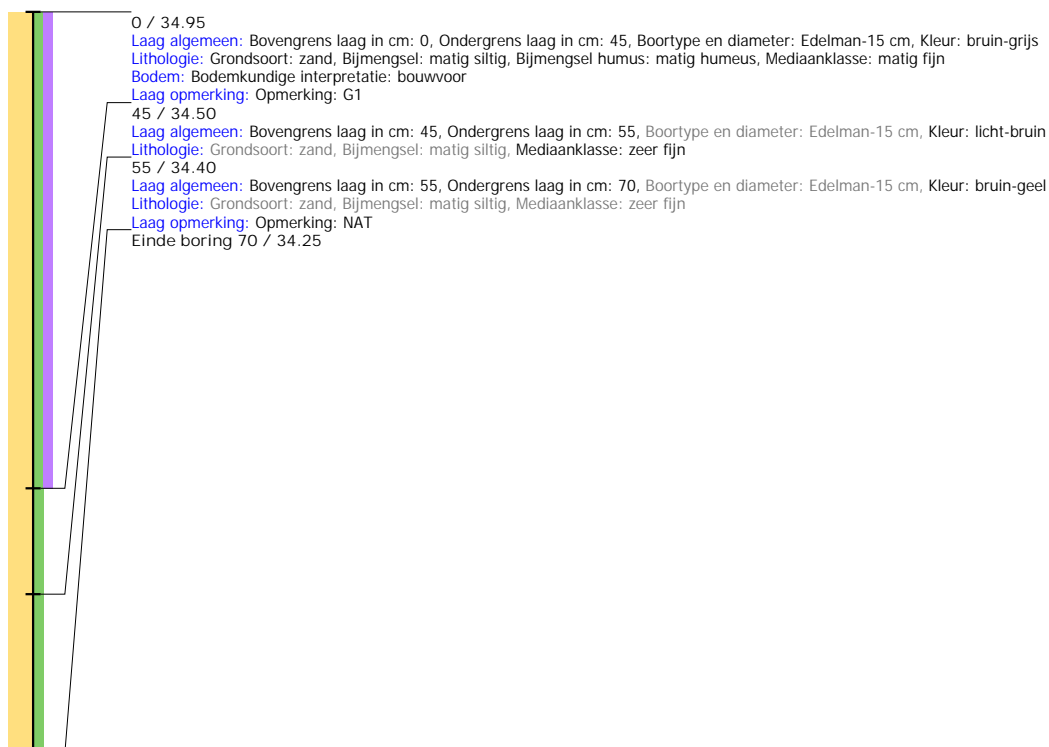 0 / 34.95
Laag algemeen: Bovengrens laag in cm: 0, Ondergrens laag in cm: 45, Boortype en diameter: Edelman-15 cm, Kleur: bruin-grijs
Lithologie: Grondsoort: zand, Bijmengsel: matig siltig, Bijmengsel humus: matig humeus, Mediaanklasse: matig fijn
Bodem: Bodemkundige interpretatie: bouwvoor
Laag opmerking: Opmerking: G1
45 / 34.50
Laag algemeen: Bovengrens laag in cm: 45, Ondergrens laag in cm: 55, Boortype en diameter: Edelman-15 cm, Kleur: licht-bruin
Lithologie: Grondsoort: zand, Bijmengsel: matig siltig, Mediaanklasse: zeer fijn
55 / 34.40
Laag algemeen: Bovengrens laag in cm: 55, Ondergrens laag in cm: 70, Boortype en diameter: Edelman-15 cm, Kleur: bruin-geel
Lithologie: Grondsoort: zand, Bijmengsel: matig siltig, Mediaanklasse: zeer fijn
Laag opmerking: Opmerking: NAT
Einde boring 70 / 34.25